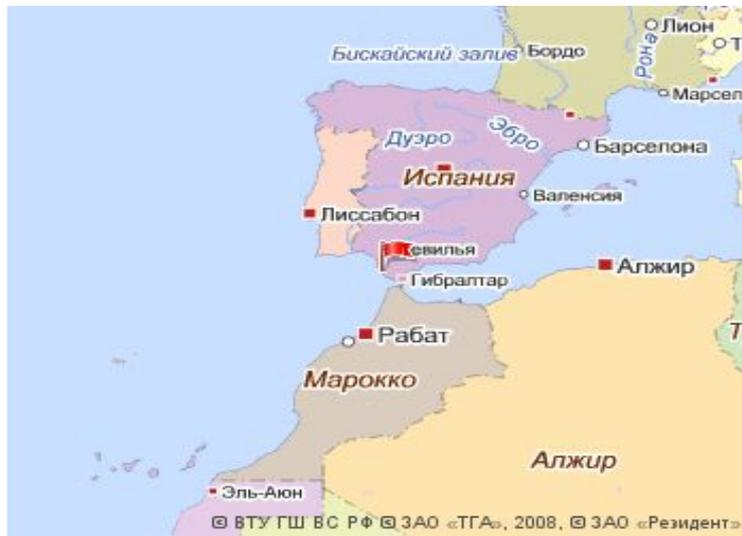 Лион
Бискайский залив
Бордо
Рона
Марсел
Дуэро
Эбро
Барселона
Испания
Валенсия
Лиссабон
евилья
Гибралтар
Алжир
Рабат
Марокко
Алжир
Эль-Аюн
© ВТУ ГШ ВС РФ © ЗАО «ТГА», 2008, © ЗАО «Резидент»